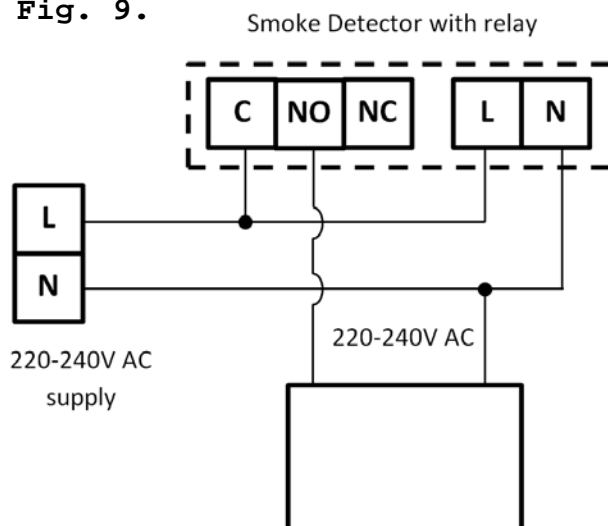 Fig. 9.
Smoke Detector with relay
C NO NC L N
L
N
220-240V AC
supply
220-240V AC